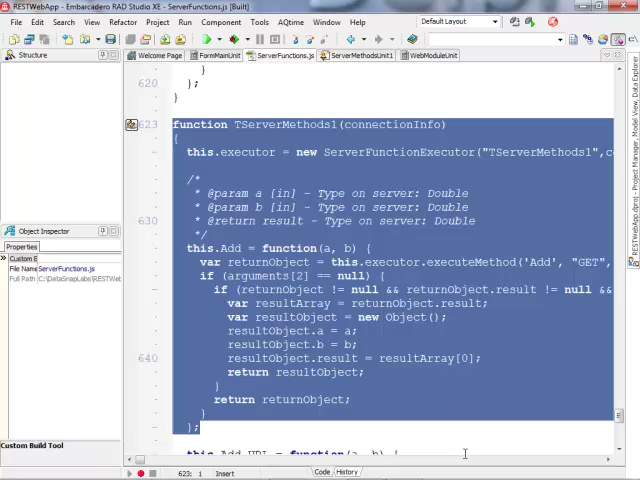 RESTWebApp - Embarcadero RAD Studio XE - ServerFunctions.js [Built]
File Edit Search View Refactor Project Run Component Tools AQtime Window Help
Default Layout
Structure
Welcome Page FormMainUnit ServerFunctions.js ServerMethodsUnit1 WebModuleUnit
}
620 };
}
623 function TServerMethods1(connectionInfo)
{
this.executor = new ServerFunctionExecutor("TServerMethods1",
/*
* @param a [in] - Type on server: Double
* @param b [in] - Type on server: Double
630 * @return result - Type on server: Double
*/
this.Add = function(a, b) {
var returnObject = this.executor.executeMethod('Add', "GET",
if (arguments[2] == null) {
if (returnObject != null && returnObject.result != null &&
var resultArray = returnObject.result;
var resultObject = new Object();
resultObject.a = a;
resultObject.b = b;
640 resultObject.result = resultArray[0];
return resultObject;
}
return returnObject;
}
};
this.Add_URL = function(a, b) {
Object Inspector
Properties
Custom B
File Name ServerFunctions.js
Full Path C:\DataSnapLabs\RESTWeb
Custom Build Tool
623: 1 Insert Code History
RESTWebApp.dproj - Project Manager, Model View, Data Explorer